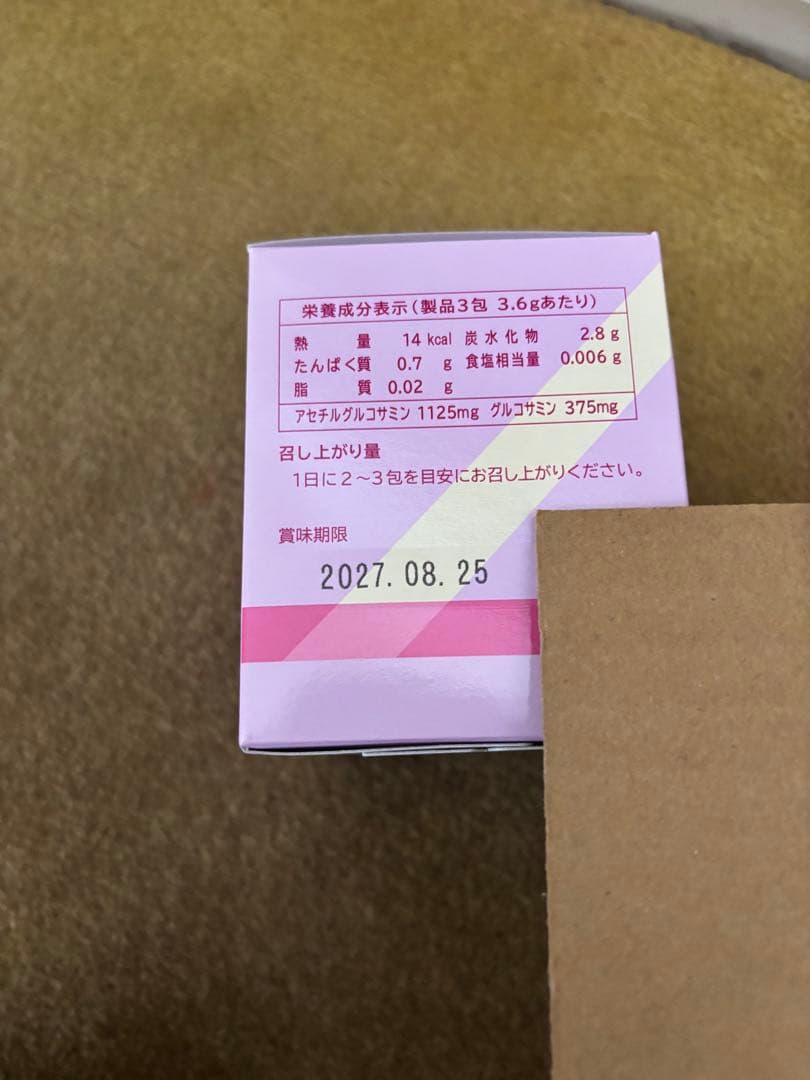 栄養成分表示(製品3包 3.6gあたり)
熱量 14 kcal 炭水化物 2.8 g
たんぱく質 0.7 g 食塩相当量 0.006 g
脂質 0.02 g
アセチルグルコサミン 1125mg グルコサミン 375mg
召し上がり量
1日に2～3包を目安にお召し上がりください。
賞味期限
2027.08.25